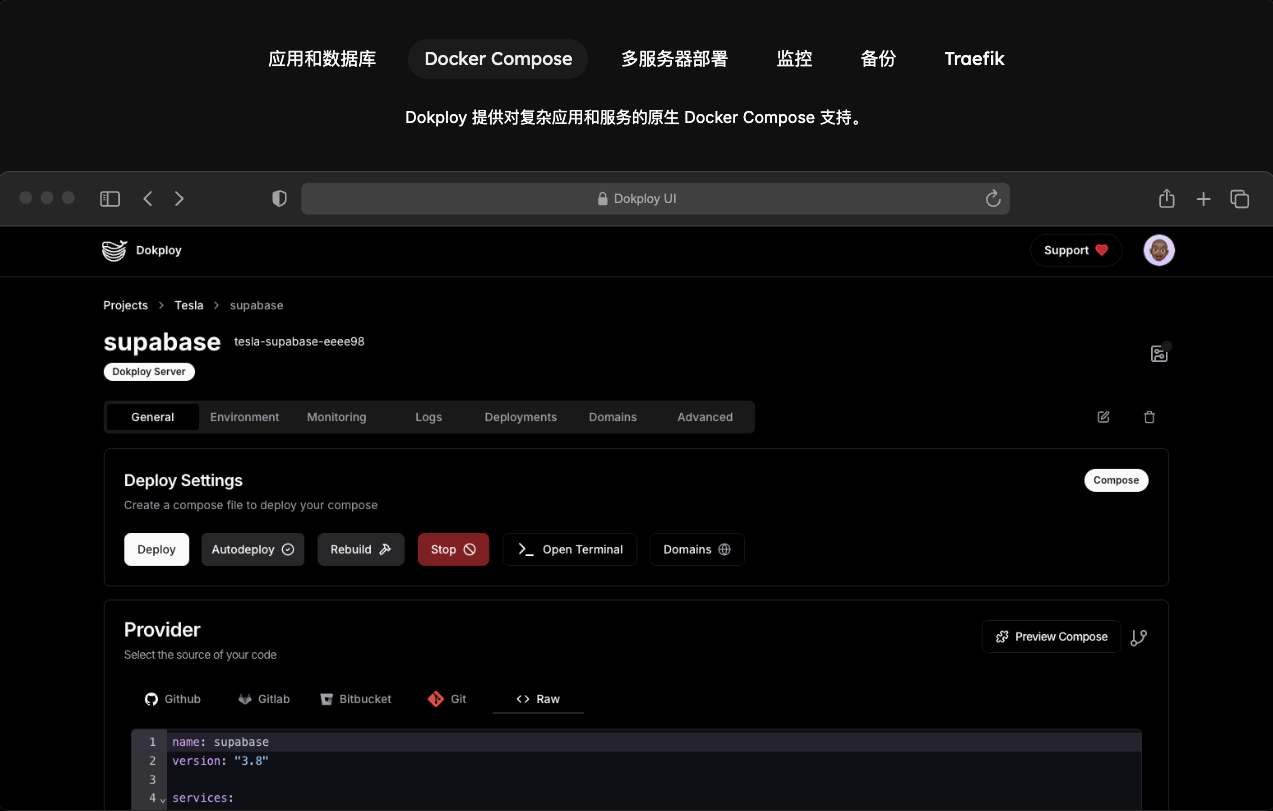 应用和数据库 Docker Compose 多服务器部署 监控 备份 Traefik
Dokploy 提供对复杂应用和服务的原生 Docker Compose 支持。
Dokploy UI
Dokploy Support
Projects > Tesla > supabase
supabase tesla-supabase-eeee98
Dokploy Server
General Environment Monitoring Logs Deployments Domains Advanced
Deploy Settings Compose
Create a compose file to deploy your compose
Deploy Autodeploy Rebuild Stop Open Terminal Domains
Provider Preview Compose
Select the source of your code
Github Gitlab Bitbucket Git Raw
1 name: supabase
2 version: "3.8"
3
4 services: